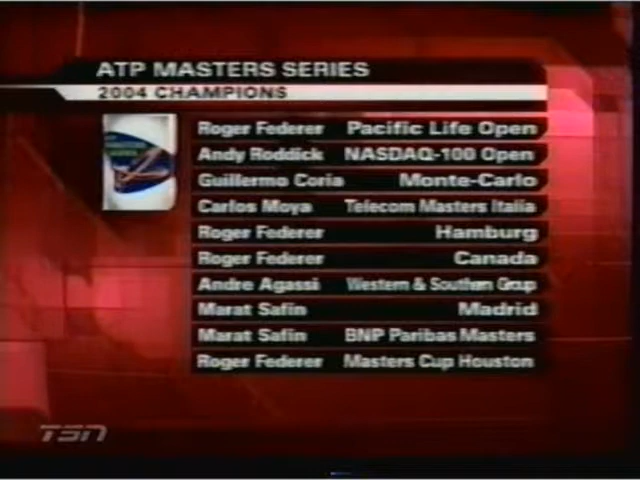 ATP MASTERS SERIES
2004 CHAMPIONS
Roger Federer Pacific Life Open
Andy Roddick NASDAQ-100 Open
Guillermo Coria Monte-Carlo
Carlos Moya Telecom Masters Italia
Roger Federer Hamburg
Roger Federer Canada
Andre Agassi Western & Southern Group
Marat Safin Madrid
Marat Safin BNP Paribas Masters
Roger Federer Masters Cup Houston
TSN